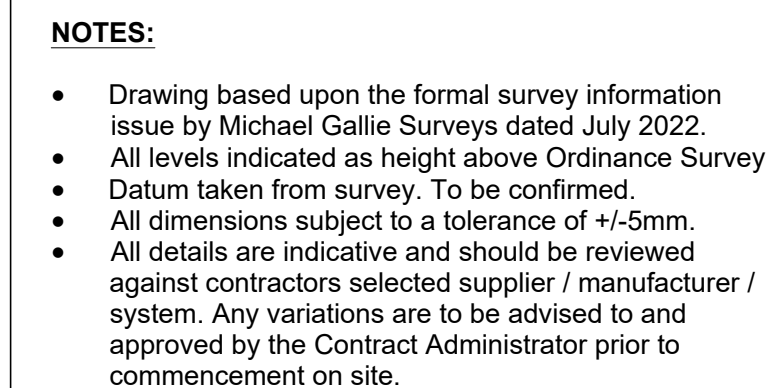 NOTES:
• Drawing based upon the formal survey information
issue by Michael Gallie Surveys dated July 2022.
• All levels indicated as height above Ordinance Survey
• Datum taken from survey. To be confirmed.
• All dimensions subject to a tolerance of +/-5mm.
• All details are indicative and should be reviewed
against contractors selected supplier / manufacturer /
system. Any variations are to be advised to and
approved by the Contract Administrator prior to
commencement on site.